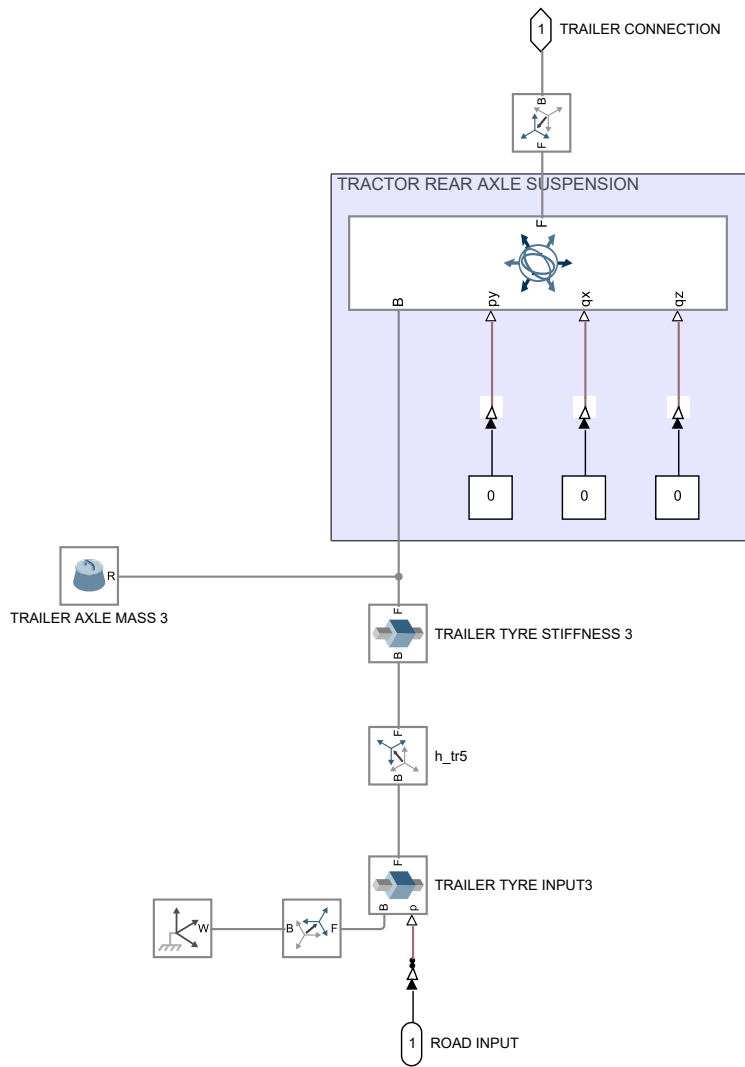 1 TRAILER CONNECTION
B
F
TRACTOR REAR AXLE SUSPENSION
F
B py qx qz
0 0 0
R
TRAILER AXLE MASS 3
F
TRAILER TYRE STIFFNESS 3
B
F
h_tr5
B
F
TRAILER TYRE INPUT3
B p
W B F
1 ROAD INPUT